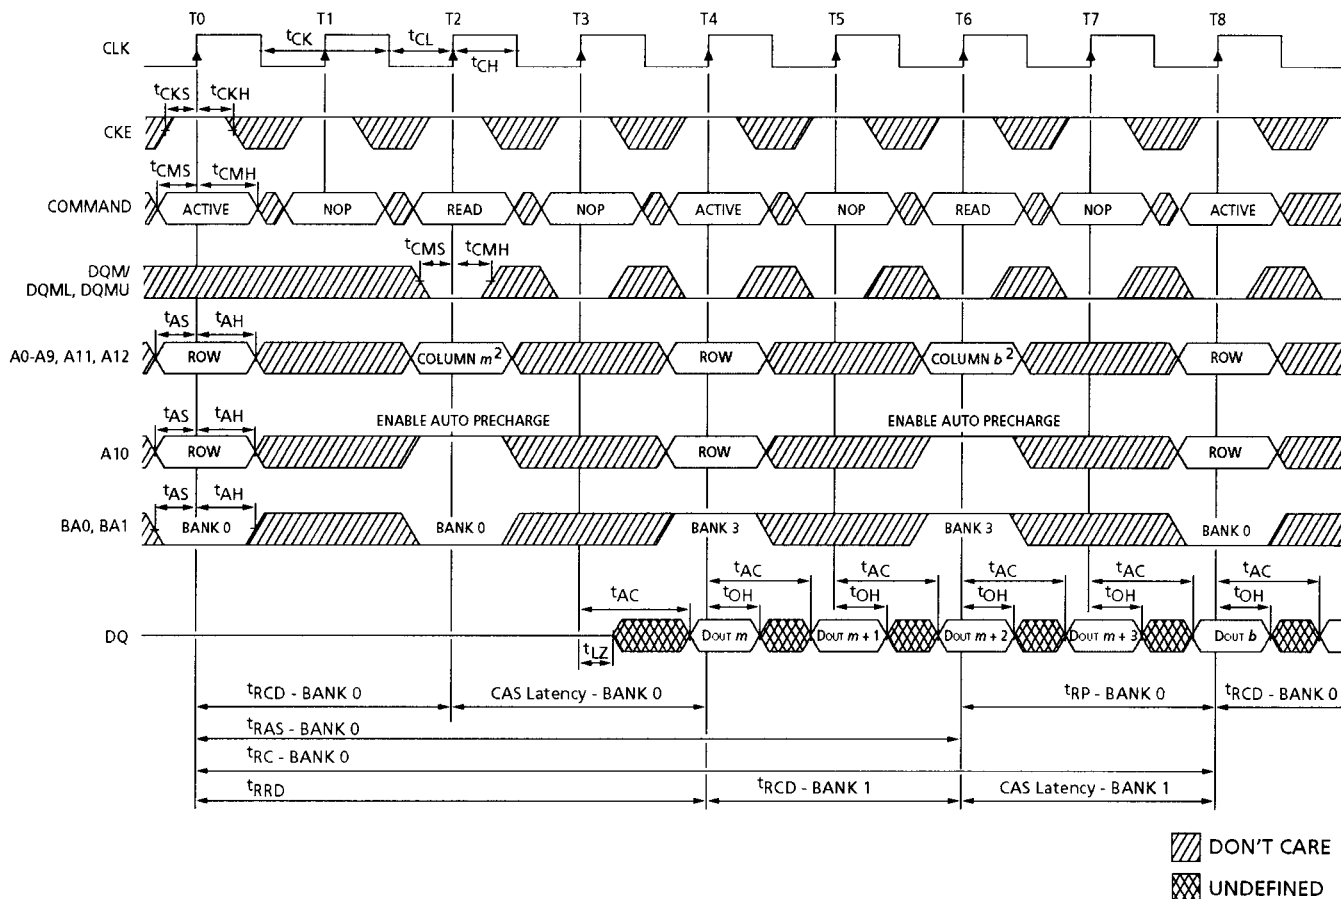 T0 T1 T2 T3 T4 T5 T6 T7 T8
CLK
tCK tCL
tCH
tCKS tCKH
CKE
tCMS tCMH
COMMAND ACTIVE NOP READ NOP ACTIVE NOP READ NOP ACTIVE
tCMS tCMH
DQM/
DQML, DQMU
tAS tAH
A0-A9, A11, A12 ROW COLUMN m2 ROW COLUMN b2 ROW
tAS tAH ENABLE AUTO PRECHARGE ENABLE AUTO PRECHARGE
A10 ROW ROW ROW
tAS tAH
BA0, BA1 BANK 0 BANK 0 BANK 3 BANK 3 BANK 0
tAC tAC tAC tAC tAC tAC
tOH tOH tOH tOH tOH
DQ DOUT m DOUT m + 1 DOUT m + 2 DOUT m + 3 DOUT b
tLZ
tRCD - BANK 0 CAS Latency - BANK 0 tRP - BANK 0 tRCD - BANK 0
tRAS - BANK 0
tRC - BANK 0
tRRD tRCD - BANK 1 CAS Latency - BANK 1
DON'T CARE
UNDEFINED